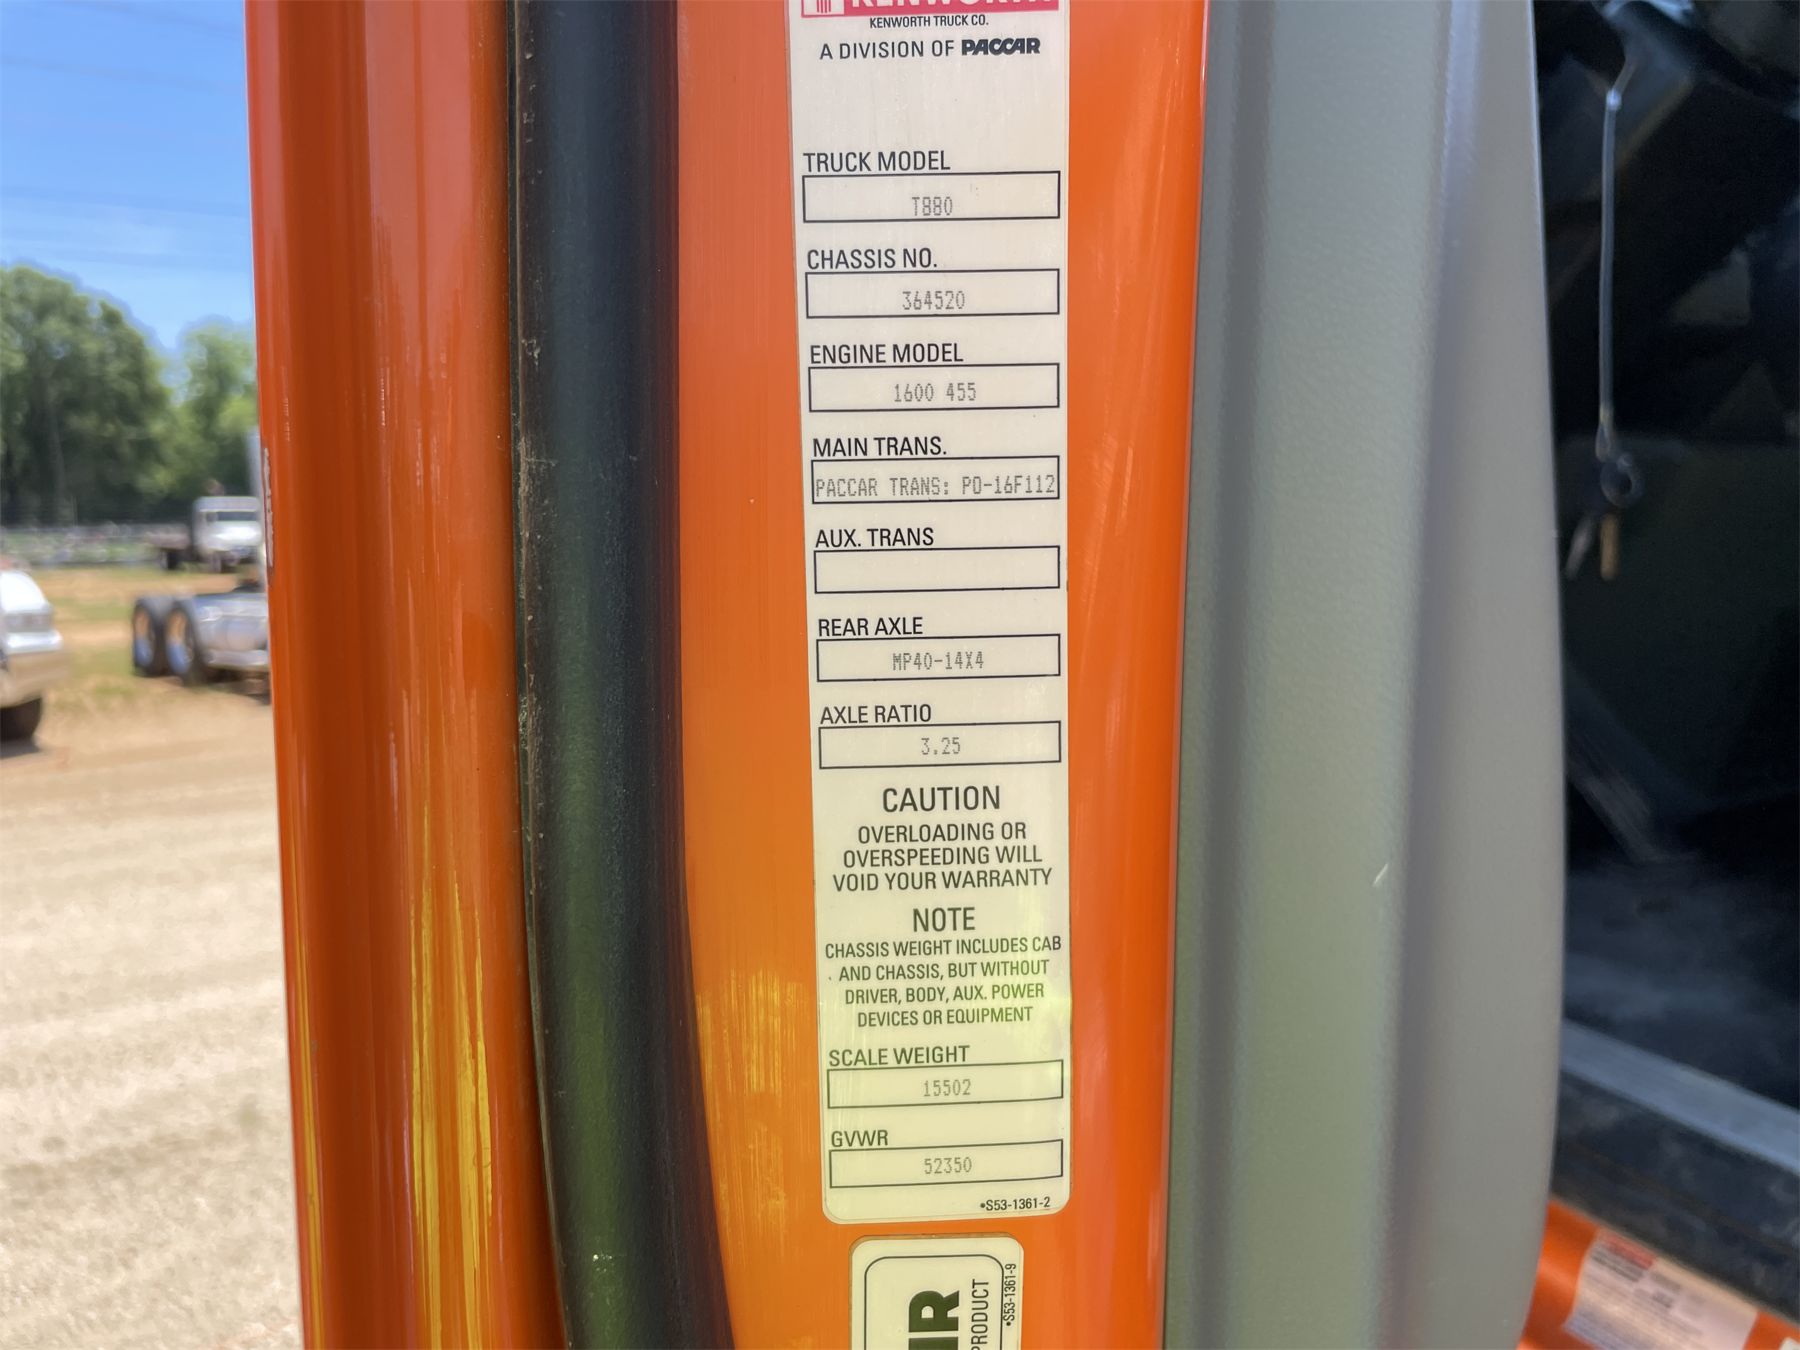 KENWORTH
KENWORTH TRUCK CO.
A DIVISION OF PACCAR
TRUCK MODEL
T880
CHASSIS NO.
364520
ENGINE MODEL
1600 455
MAIN TRANS.
PACCAR TRANS: PO-16F112
AUX. TRANS
REAR AXLE
MP40-14X4
AXLE RATIO
3.25
CAUTION
OVERLOADING OR
OVERSPEEDING WILL
VOID YOUR WARRANTY
NOTE
CHASSIS WEIGHT INCLUDES CAB
AND CHASSIS, BUT WITHOUT
DRIVER, BODY, AUX. POWER
DEVICES OR EQUIPMENT
SCALE WEIGHT
15502
GVWR
52350
•S53-1361-2
PRODUCT
•S53-1361-9